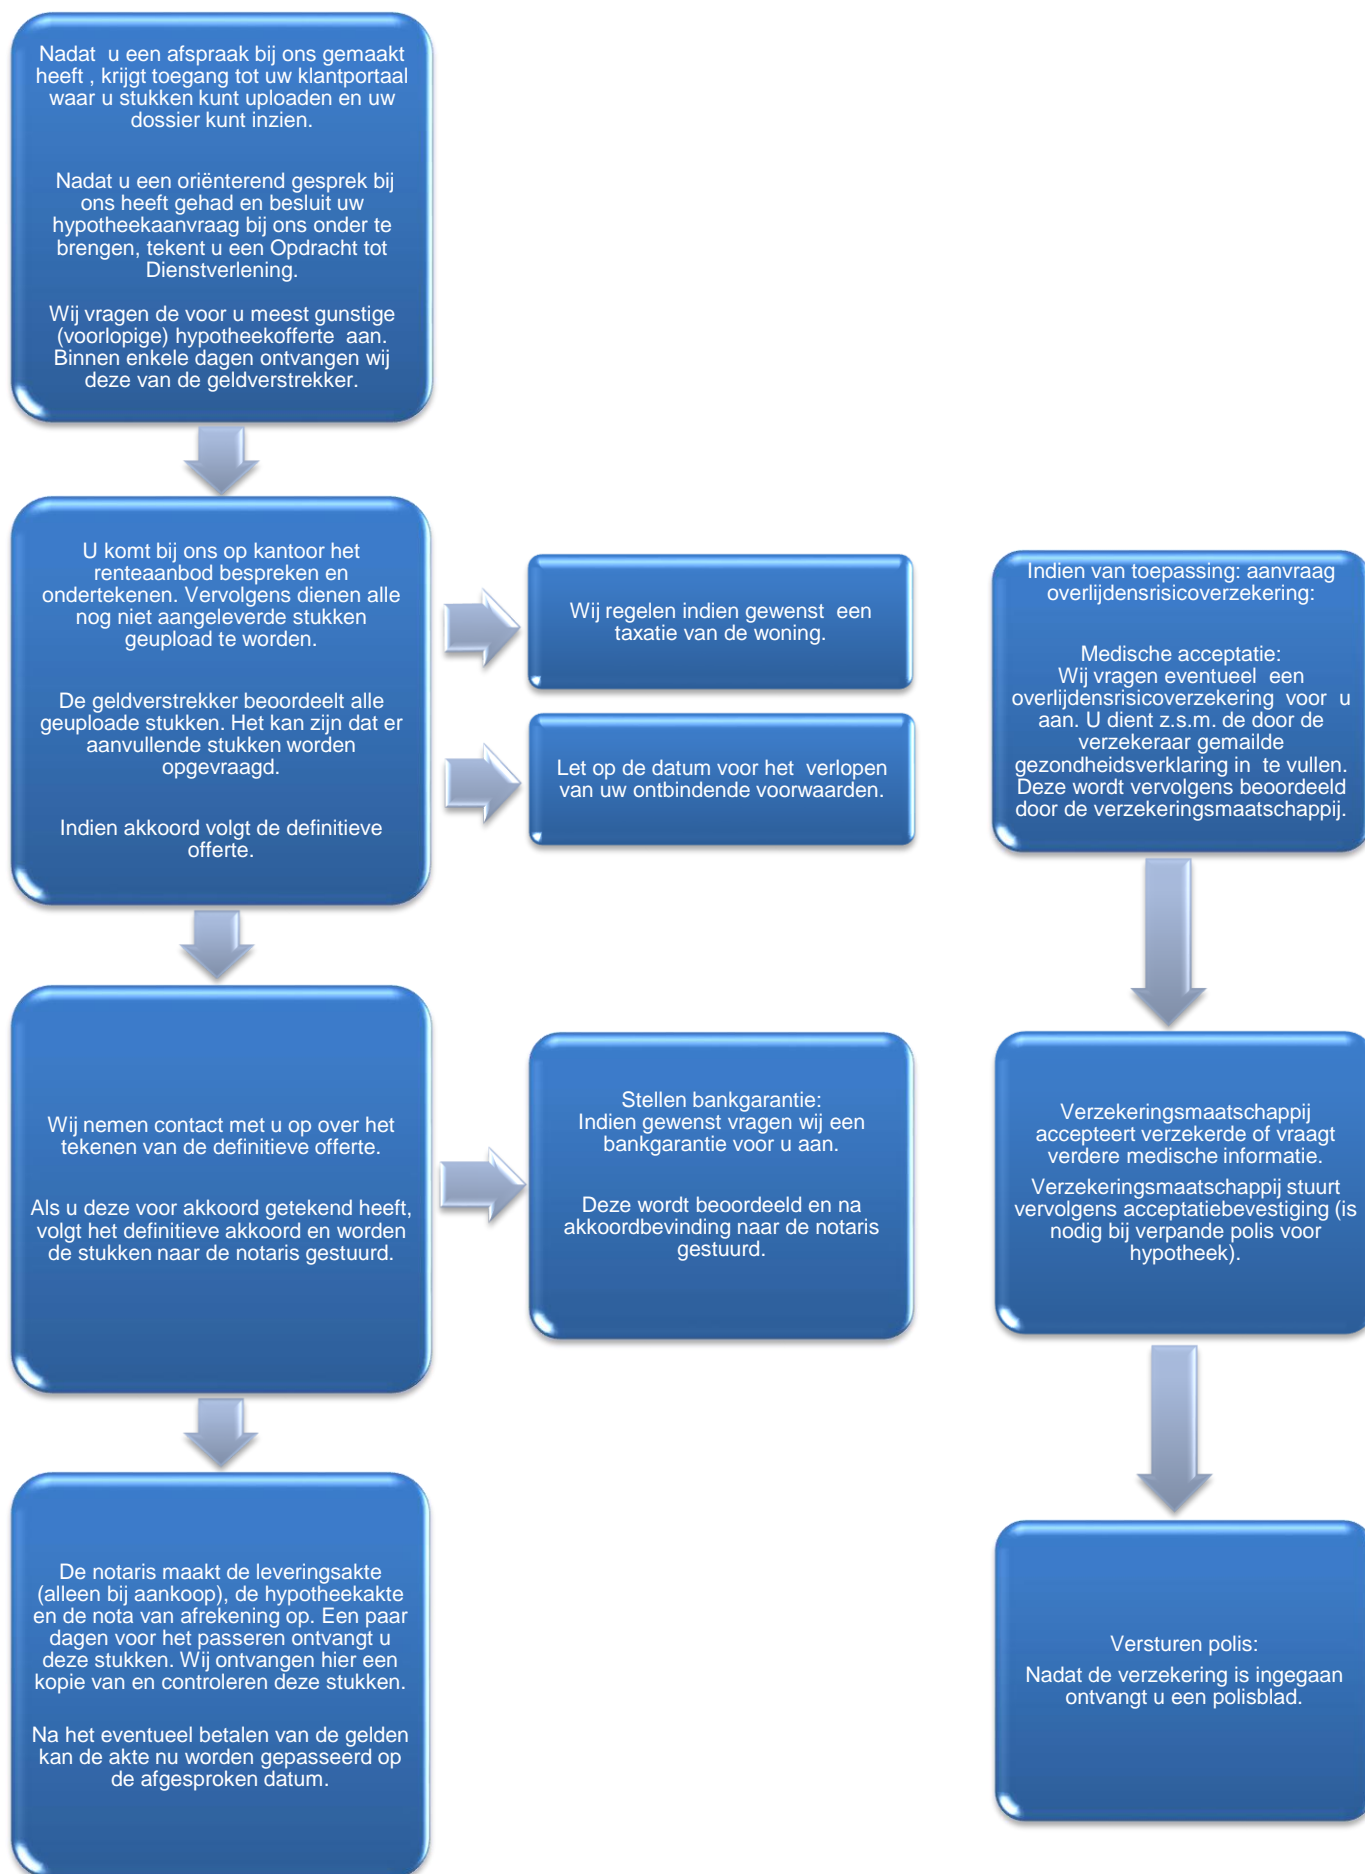 Nadat  u een afspraak bij ons gemaakt
heeft , krijgt toegang tot uw klantportaal
waar u stukken kunt uploaden en uw
dossier kunt inzien.
Nadat u een oriënterend gesprek bij
ons heeft gehad en besluit uw
hypotheekaanvraag bij ons onder te
brengen, tekent u een Opdracht tot
Dienstverlening.
Wij vragen de voor u meest gunstige
(voorlopige) hypotheekofferte  aan.
Binnen enkele dagen ontvangen wij
deze van de geldverstrekker.
U komt bij ons op kantoor het
renteaanbod bespreken en
ondertekenen. Vervolgens dienen alle
nog niet aangeleverde stukken
geupload te worden.
De geldverstrekker beoordeelt alle
geuploade stukken. Het kan zijn dat er
aanvullende stukken worden
opgevraagd.
Indien akkoord volgt de definitieve
offerte.
Wij regelen indien gewenst  een
taxatie van de woning.
Let op de datum voor het  verlopen
van uw ontbindende voorwaarden.
Wij nemen contact met u op over het
tekenen van de definitieve offerte.
Als u deze voor akkoord getekend heeft,
volgt het definitieve akkoord en worden
de stukken naar de notaris gestuurd.
Stellen bankgarantie:
Indien gewenst vragen wij een
bankgarantie voor u aan.
Deze wordt beoordeeld en na
akkoordbevinding naar de notaris
gestuurd.
De notaris maakt de leveringsakte
(alleen bij aankoop), de hypotheekakte
en de nota van afrekening op. Een paar
dagen voor het passeren ontvangt u
deze stukken. Wij ontvangen hier een
kopie van en controleren deze stukken.
Na het eventueel betalen van de gelden
kan de akte nu worden gepasseerd op
de afgesproken datum.
Indien van toepassing: aanvraag
overlijdensrisicoverzekering:
Medische acceptatie:
Wij vragen eventueel  een
overlijdensrisicoverzekering  voor  u
aan. U dient z.s.m. de door de
verzekeraar gemailde
gezondheidsverklaring in  te vullen.
Deze wordt vervolgens beoordeeld
door de verzekeringsmaatschappij.
Verzekeringsmaatschappij
accepteert verzekerde of vraagt
verdere medische informatie.
Verzekeringsmaatschappij stuurt
vervolgens acceptatiebevestiging (is
nodig bij verpande polis voor
hypotheek).
Versturen polis:
Nadat de verzekering is ingegaan
ontvangt u een polisblad.